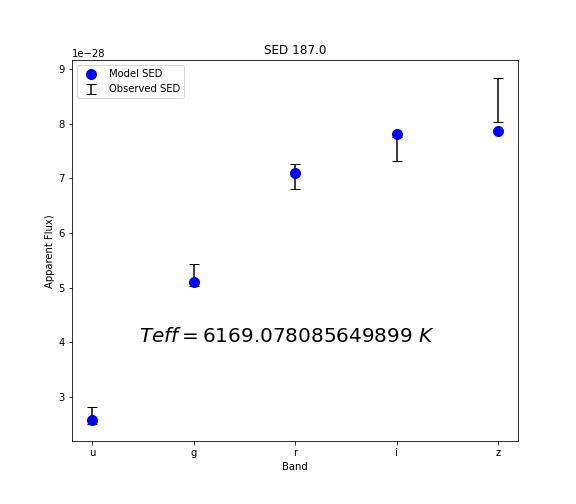 SED 187.0
1e−28
Model SED
Observed SED
9
8
7
6
5
4
3
Apparent Flux)
Teff = 6169.078085649899 K
u g r i z
Band